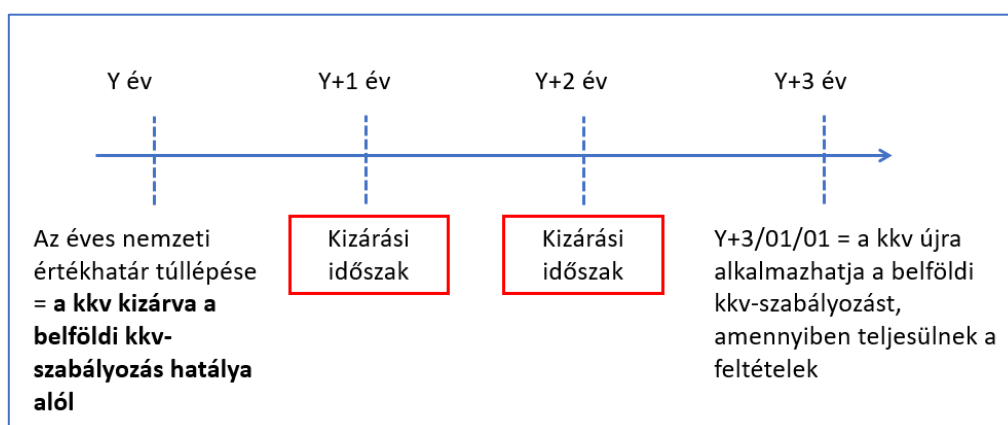 Y év
Y+1 év
Y+2 év
Y+3 év
Az éves nemzeti
értékhatár túllépése
= a kkv kizárva a
belföldi kkv-
szabályozás hatálya
alól
Kizárási
időszak
Kizárási
időszak
Y+3/01/01 = a kkv újra
alkalmazhatja a belföldi
kkv-szabályozást,
amennyiben teljesülnek a
feltételek